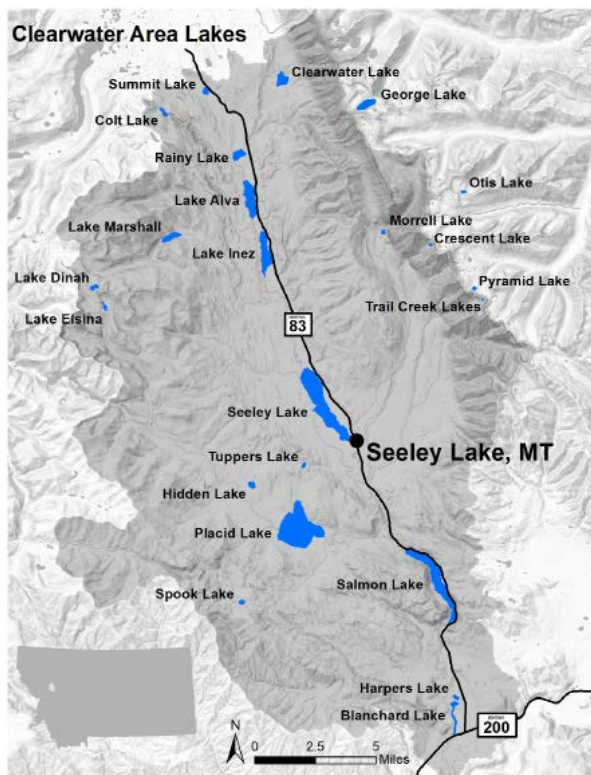 Clearwater Area Lakes
Summit Lake
Clearwater Lake
George Lake
Colt Lake
Rainy Lake
Otis Lake
Lake Alva
Morrell Lake
Lake Marshall
Crescent Lake
Lake Inez
Lake Dinah
Pyramid Lake
Lake Elsina
Trail Creek Lakes
83
Seeley Lake
Seeley Lake, MT
Tuppers Lake
Hidden Lake
Placid Lake
Salmon Lake
Spook Lake
Harpers Lake
Blanchard Lake
200
N
0 2.5 5
Miles